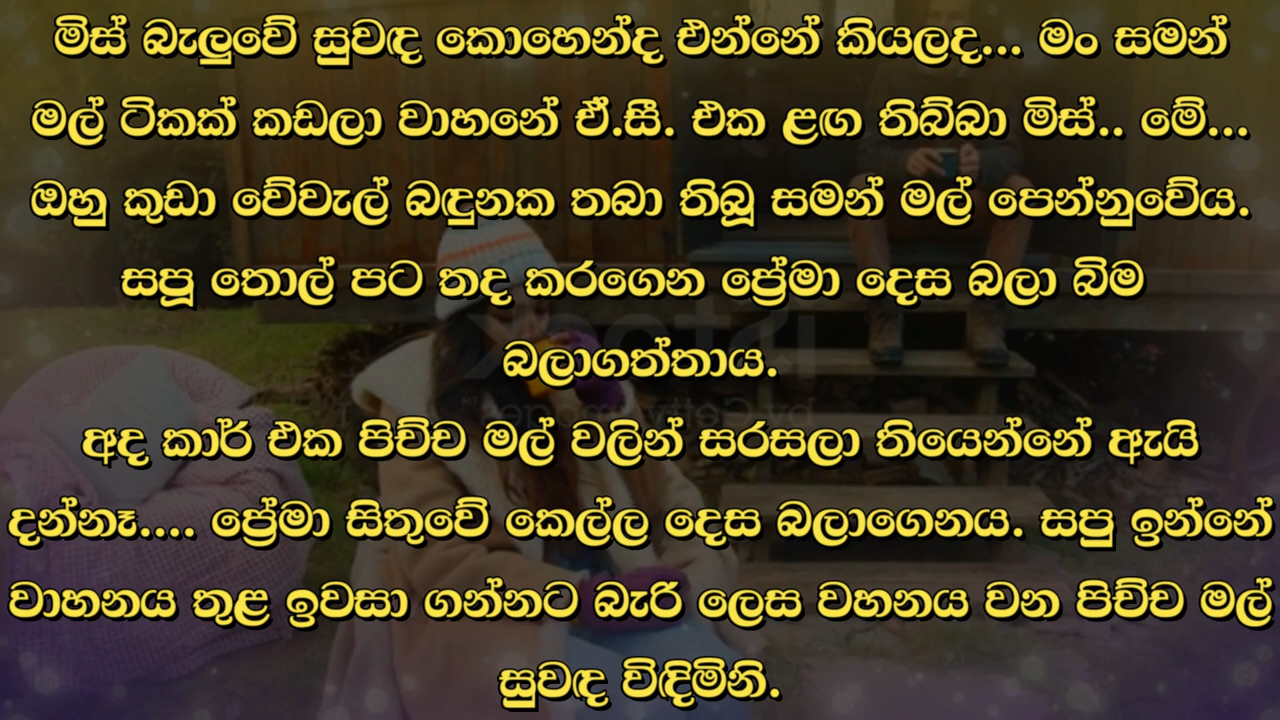 මිස් බැලුවේ සුවඳ කොහෙන්ද එන්නේ කියලද... මං සමන්
මල් ටිකක් කඩලා වාහනේ ඒ.සී. එක ළඟ තිබ්බා මිස්.. මේ...
ඔහු කුඩා වේවැල් බඳුනක තබා තිබූ සමන් මල් පෙන්නුවේය.
සපූ තොල් පට තද කරගෙන ප්‍රේමා දෙස බලා බිම
බලාගත්තාය.
අද කාර් එක පිච්ච මල් වලින් සරසලා තියෙන්නේ ඇයි
දන්නෑ.... ප්‍රේමා සිතුවේ කෙල්ල දෙස බලාගෙනය. සපු ඉන්නේ
වාහනය තුළ ඉවසා ගන්නට බැරි ලෙස වහනය වන පිච්ච මල්
සුවඳ විඳිමිනි.